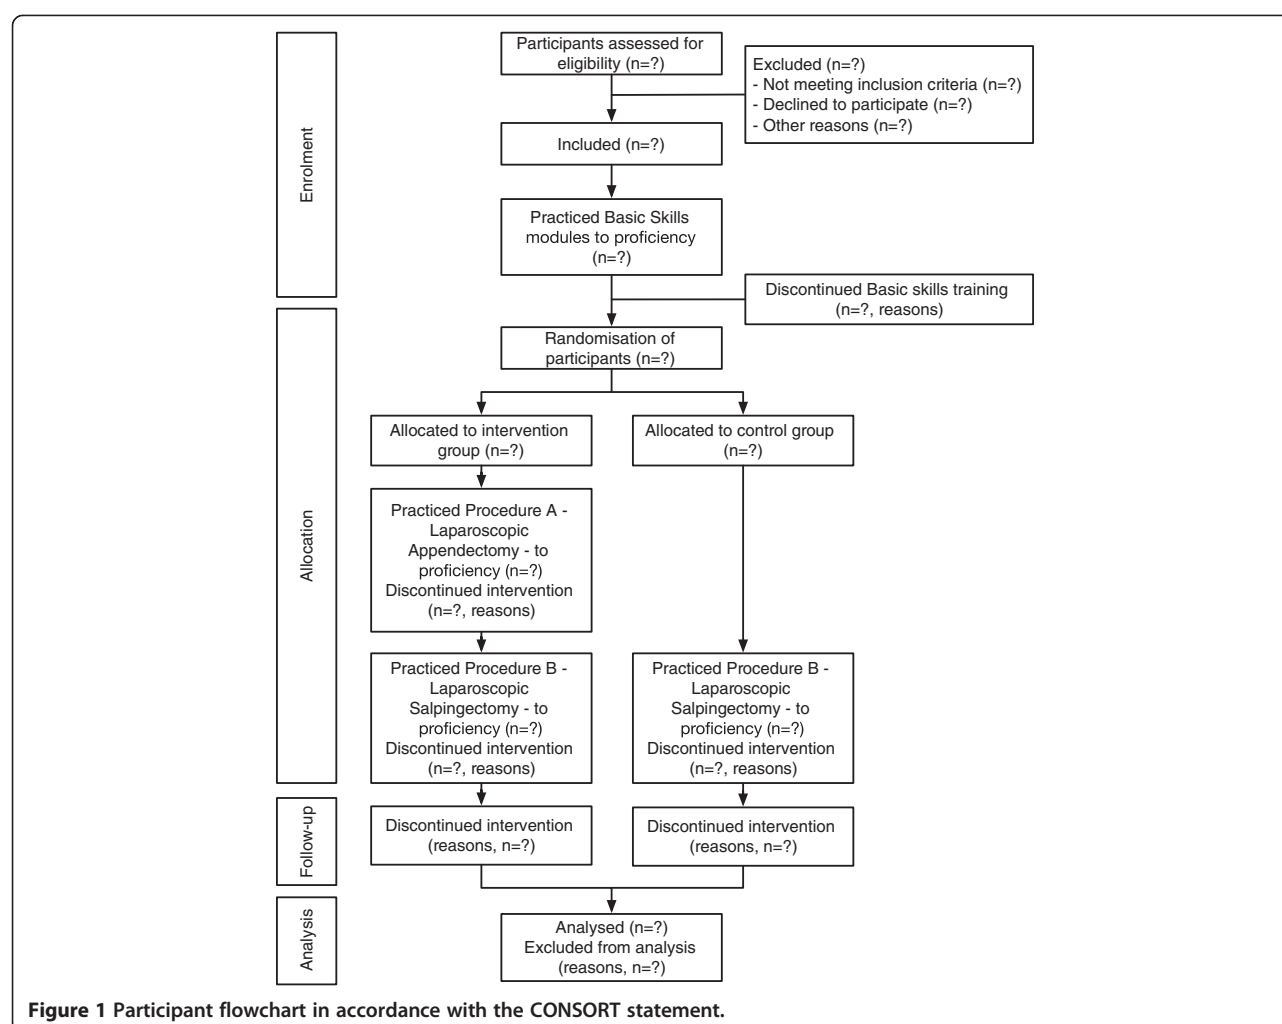 Enrolment
Participants assessed for
eligibility (n=?)
Excluded (n=?)
- Not meeting inclusion criteria (n=?)
- Declined to participate (n=?)
- Other reasons (n=?)
Included (n=?)
Practiced Basic Skills
modules to proficiency
(n=?)
Discontinued Basic skills training
(n=?, reasons)
Allocation
Randomisation of
participants (n=?)
Allocated to intervention
group (n=?)
Allocated to control group
(n=?)
Practiced Procedure A -
Laparoscopic
Appendectomy - to
proficiency (n=?)
Discontinued intervention
(n=?, reasons)
Practiced Procedure B -
Laparoscopic
Salpingectomy - to
proficiency (n=?)
Discontinued intervention
(n=?, reasons)
Practiced Procedure B -
Laparoscopic
Salpingectomy - to
proficiency (n=?)
Discontinued intervention
(n=?, reasons)
Follow-up
Discontinued intervention
(reasons, n=?)
Discontinued intervention
(reasons, n=?)
Analysis
Analysed (n=?)
Excluded from analysis
(reasons, n=?)
Figure 1 Participant flowchart in accordance with the CONSORT statement.